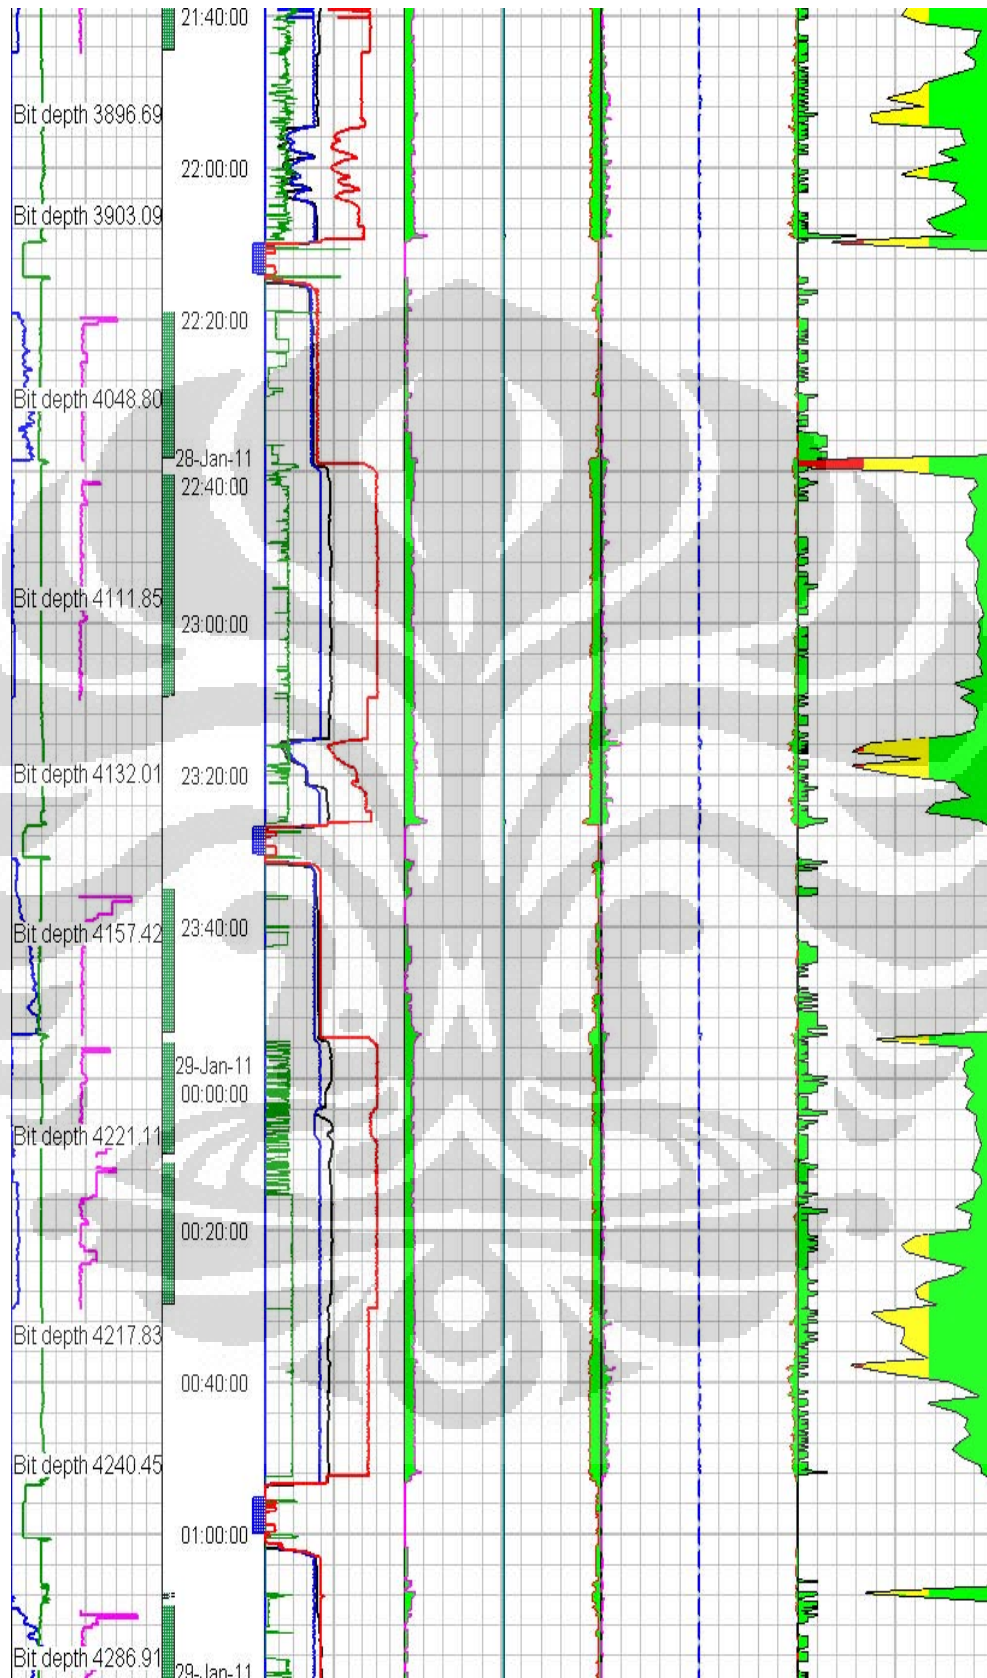 21:40:00
Bit depth 3896.69
22:00:00
Bit depth 3903.09
22:20:00
Bit depth 4048.80
28-Jan-11
22:40:00
Bit depth 4111.85
23:00:00
Bit depth 4132.01
23:20:00
Bit depth 4157.42
23:40:00
29-Jan-11
00:00:00
Bit depth 4221.11
00:20:00
Bit depth 4217.83
00:40:00
Bit depth 4240.45
01:00:00
Bit depth 4286.91
29-Jan-11